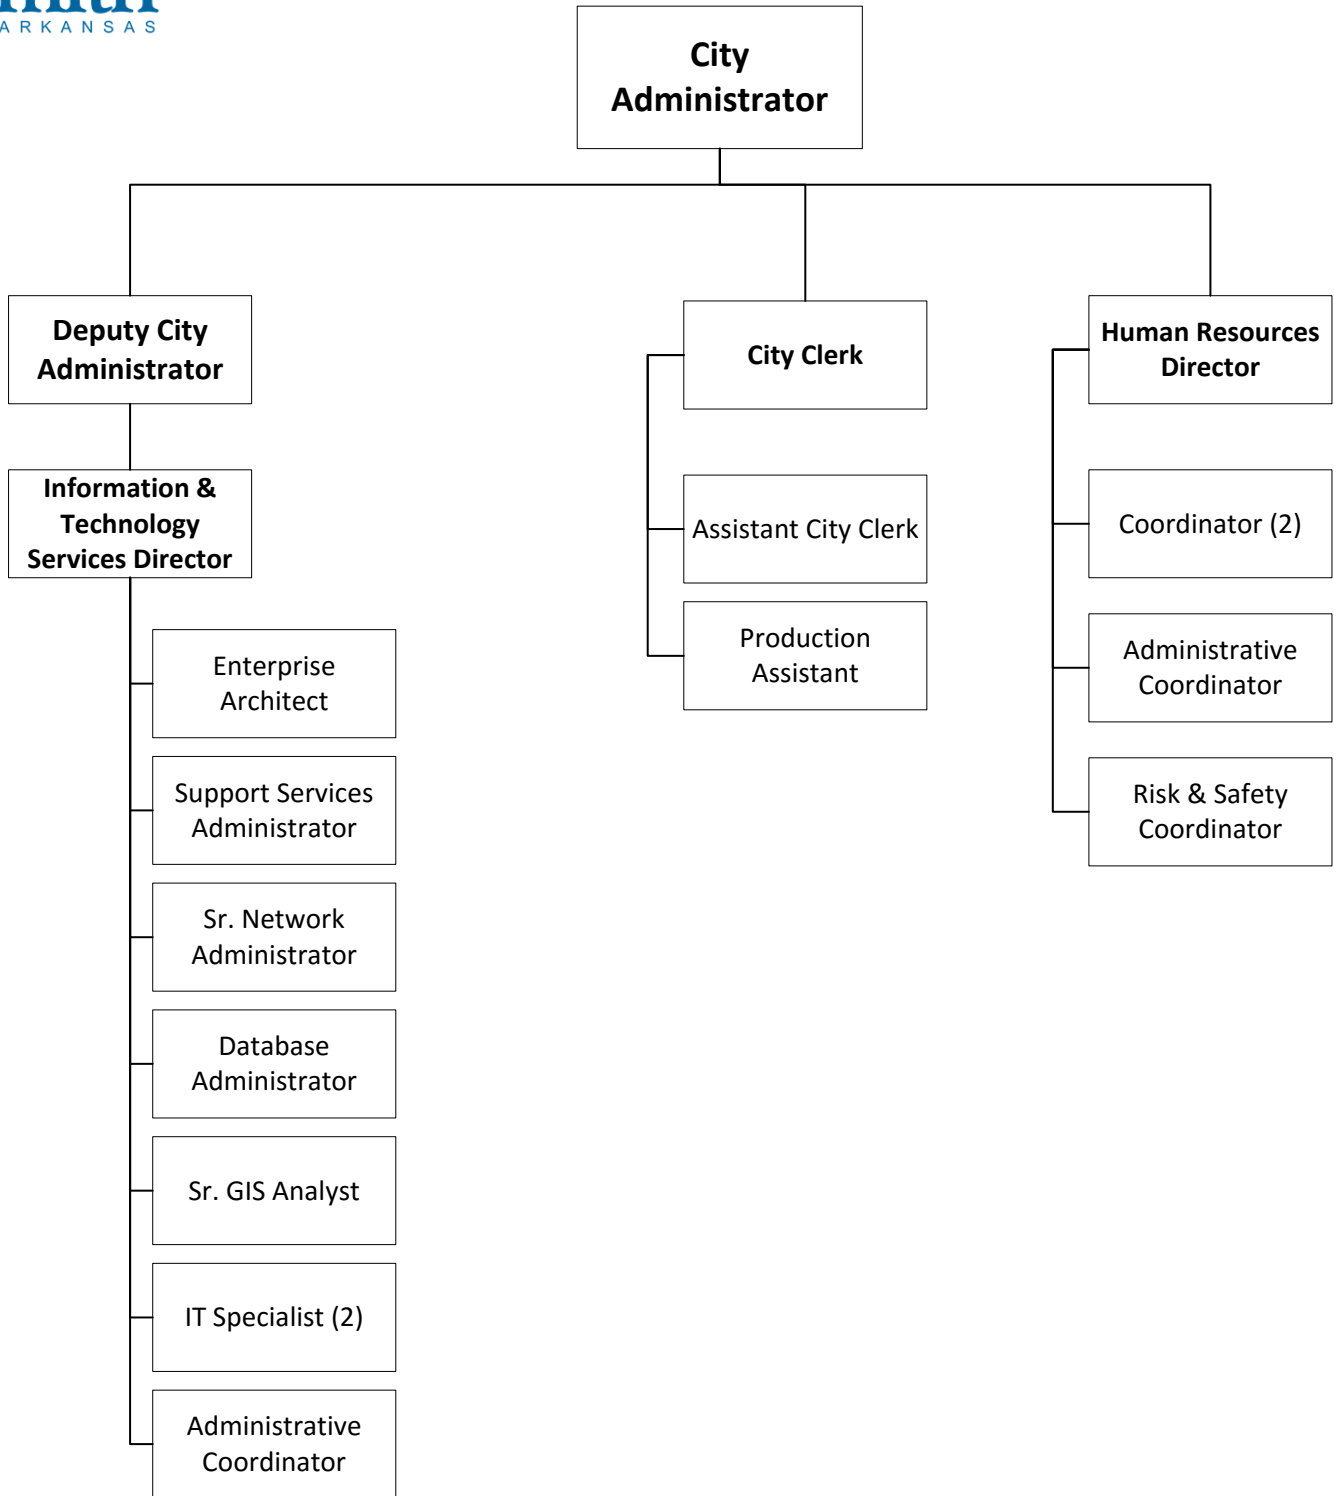 ARKANSAS
City
Administrator
Deputy City
Administrator
City Clerk
Human Resources
Director
Information &
Technology
Services Director
Assistant City Clerk
Production
Assistant
Coordinator (2)
Administrative
Coordinator
Risk & Safety
Coordinator
Enterprise
Architect
Support Services
Administrator
Sr. Network
Administrator
Database
Administrator
Sr. GIS Analyst
IT Specialist (2)
Administrative
Coordinator